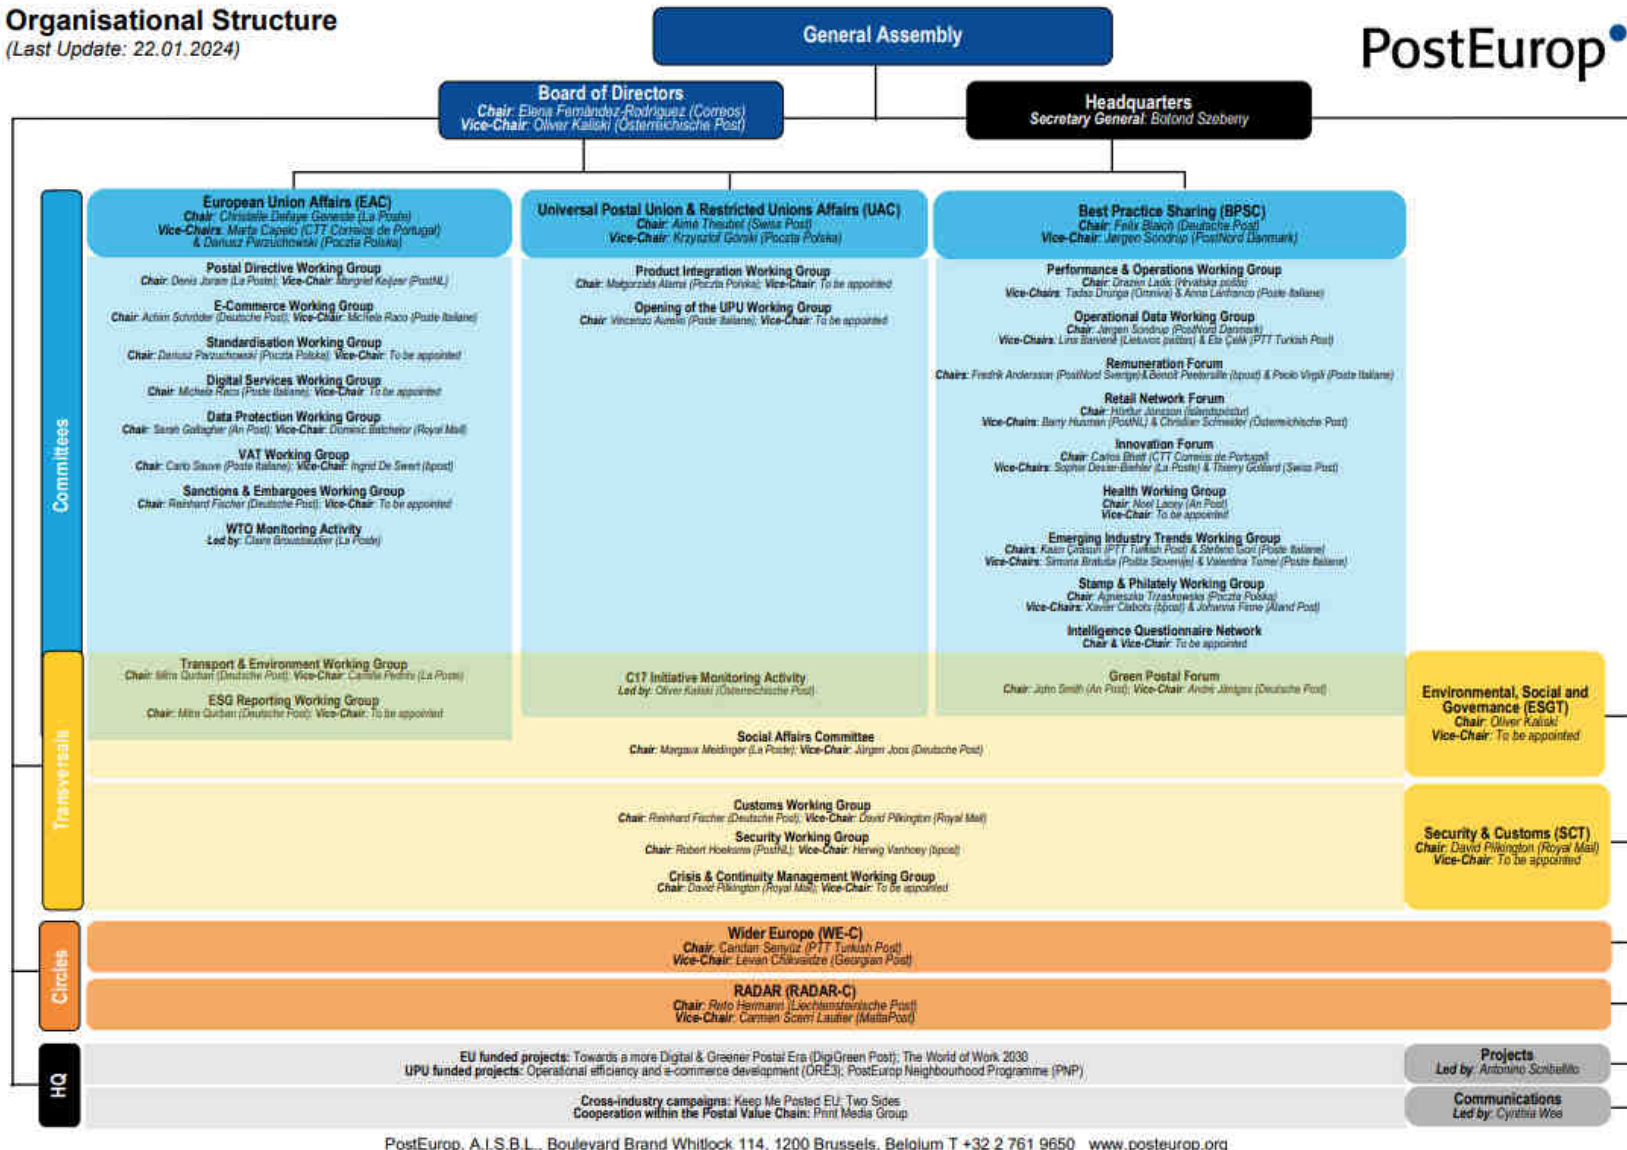 Organisational Structure
(Last Update: 22.01.2024)
General Assembly
PostEurop
Board of Directors
Chair: Elena Fernández-Rodríguez (Correos)
Vice-Chair: Oliver Kaliski (Österreichische Post)
Headquarters
Secretary General: Botond Szebeny
Committees
European Union Affairs (EAC)
Chair: Christelle Defaye Geneste (La Poste)
Vice-Chairs: Marta Capelo (CTT Correios de Portugal)
& Dariusz Parzuchowski (Poczta Polska)
Postal Directive Working Group
Chair: Denis Joram (La Poste); Vice-Chair: Margriet Keijzer (PostNL)
E-Commerce Working Group
Chair: Achim Schröder (Deutsche Post); Vice-Chair: Michela Raco (Poste Italiane)
Standardisation Working Group
Chair: Dariusz Parzuchowski (Poczta Polska); Vice-Chair: To be appointed
Digital Services Working Group
Chair: Michela Raco (Poste Italiane); Vice-Chair: To be appointed
Data Protection Working Group
Chair: Sarah Gallagher (An Post); Vice-Chair: Dominic Batchelor (Royal Mail)
VAT Working Group
Chair: Carlo Sauve (Poste Italiane); Vice-Chair: Ingrid De Swert (bpost)
Sanctions & Embargoes Working Group
Chair: Reinhard Fischer (Deutsche Post); Vice-Chair: To be appointed
WTO Monitoring Activity
Led by: Claire Broussaudier (La Poste)
Universal Postal Union & Restricted Unions Affairs (UAC)
Chair: Aimé Theubet (Swiss Post)
Vice-Chair: Krzysztof Górski (Poczta Polska)
Product Integration Working Group
Chair: Małgorzata Alama (Poczta Polska); Vice-Chair: To be appointed
Opening of the UPU Working Group
Chair: Vincenzo Aurelio (Poste Italiane); Vice-Chair: To be appointed
Best Practice Sharing (BPSC)
Chair: Felix Blaich (Deutsche Post)
Vice-Chair: Jørgen Sondrup (PostNord Danmark)
Performance & Operations Working Group
Chair: Drazen Ladis (Hrvatska pošta)
Vice-Chairs: Tadas Drunga (Omniva) & Anna Lanfranco (Poste Italiane)
Operational Data Working Group
Chair: Jørgen Sondrup (PostNord Danmark)
Vice-Chairs: Lina (Lietuvos paštas) & Çelik (PTT Turkish Post)
Remuneration Forum
Chairs: Fredrik Andersson (PostNord Sverige) & Benoît (bpost) & Paolo Virgili (Poste Italiane)
Retail Network Forum
Chair: Hördur Jónsson (Íslandspóstur)
Vice-Chairs: Barry Husman (PostNL) & Christian Schneider (Österreichische Post)
Innovation Forum
Chair: Carlos (CTT Correios de Portugal)
Vice-Chairs: Sophie (La Poste) & Thierry Golliard (Swiss Post)
Health Working Group
Chair: Noel Lacey (An Post)
Vice-Chair: To be appointed
Emerging Industry Trends Working Group
Chairs: Kaan (PTT Turkish Post) & Stefano Gori (Poste Italiane)
Vice-Chairs: Simona Bratuša (Pošta Slovenije) & Valentina Tomei (Poste Italiane)
Stamp & Philately Working Group
Chair: Agnieszka Trzaskowska (Poczta Polska)
Vice-Chairs: Xavier Clabots (bpost) & Johanna Finne (Åland Post)
Intelligence Questionnaire Network
Chair & Vice-Chair: To be appointed
Transversals
Transport & Environment Working Group
Chair: Mitra Qurban (Deutsche Post); Vice-Chair: Camille (La Poste)
ESG Reporting Working Group
Chair: Mitra Qurban (Deutsche Post); Vice-Chair: To be appointed
C17 Initiative Monitoring Activity
Led by: Oliver Kaliski (Österreichische Post)
Green Postal Forum
Chair: John Smith (An Post); Vice-Chair: André Jäntges (Deutsche Post)
Social Affairs Committee
Chair: Margaux Meidinger (La Poste); Vice-Chair: Jürgen Joos (Deutsche Post)
Environmental, Social and
Governance (ESGT)
Chair: Oliver Kaliski
Vice-Chair: To be appointed
Customs Working Group
Chair: Reinhard Fischer (Deutsche Post); Vice-Chair: David Pilkington (Royal Mail)
Security Working Group
Chair: Robert Hoeksma (PostNL); Vice-Chair: Herwig Vanhoey (bpost)
Crisis & Continuity Management Working Group
Chair: David Pilkington (Royal Mail); Vice-Chair: To be appointed
Security & Customs (SCT)
Chair: David Pilkington (Royal Mail)
Vice-Chair: To be appointed
Circles
Wider Europe (WE-C)
Chair: Candan Senyüz (PTT Turkish Post)
Vice-Chair: Levan Chikvaidze (Georgian Post)
RADAR (RADAR-C)
Chair: Reto Hermann (Liechtensteinische Post)
Vice-Chair: Carmen Scerri Lautier (MaltaPost)
HQ
EU funded projects: Towards a more Digital & Greener Postal Era (DigiGreen Post); The World of Work 2030
UPU funded projects: Operational efficiency and e-commerce development (ORE3); PostEurop Neighbourhood Programme (PNP)
Projects
Led by: Antonino Scribellito
Cross-industry campaigns: Keep Me Posted EU; Two Sides
Cooperation within the Postal Value Chain: Print Media Group
Communications
Led by: Cynthia Wee
PostEurop, A.I.S.B.L., Boulevard Brand Whitlock 114, 1200 Brussels, Belgium T +32 2 761 9650 www.posteurop.org